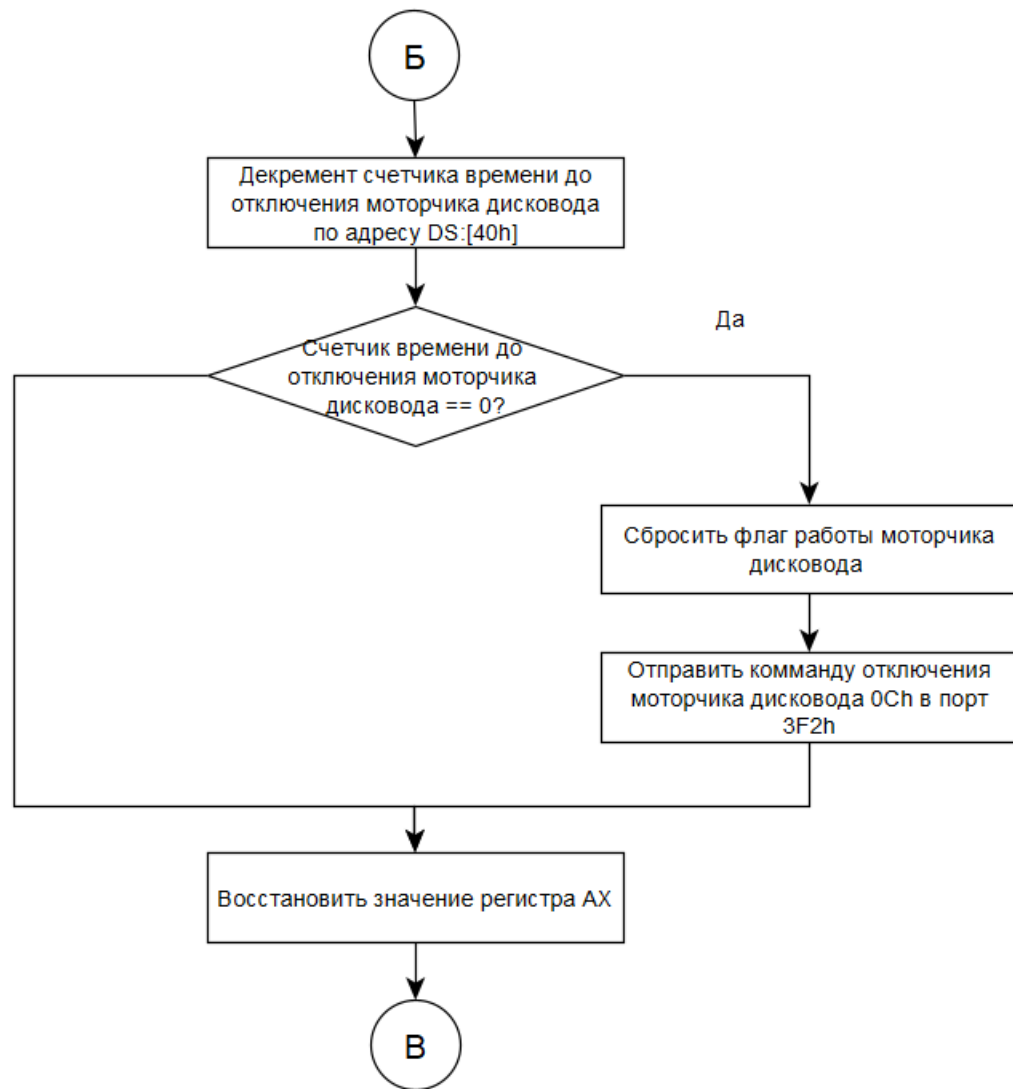 Б
Декремент счетчика времени до
отключения моторчика дисковода
по адресу DS:[40h]
Да
Счетчик времени до
отключения моторчика
дисковода == 0?
Сбросить флаг работы моторчика
дисковода
Отправить комманду отключения
моторчика дисковода 0Ch в порт
3F2h
Восстановить значение регистра AX
В